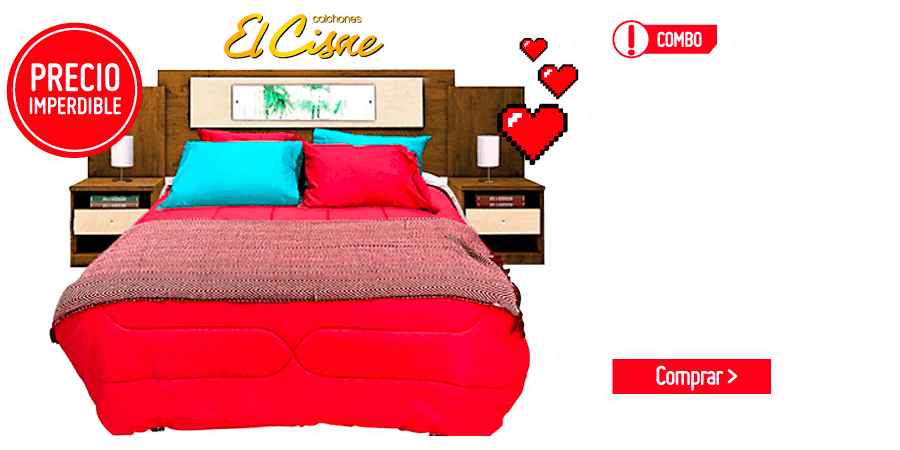 colchones
El Cisne
PRECIO
IMPERDIBLE
! COMBO
Comprar >